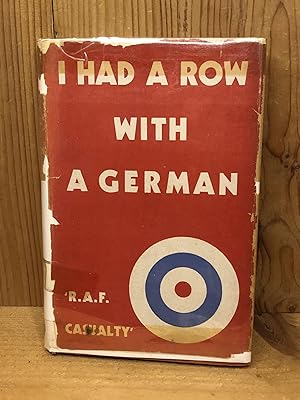 I HAD A ROW
WITH
A GERMAN
'R.A.F.
CASUALTY'